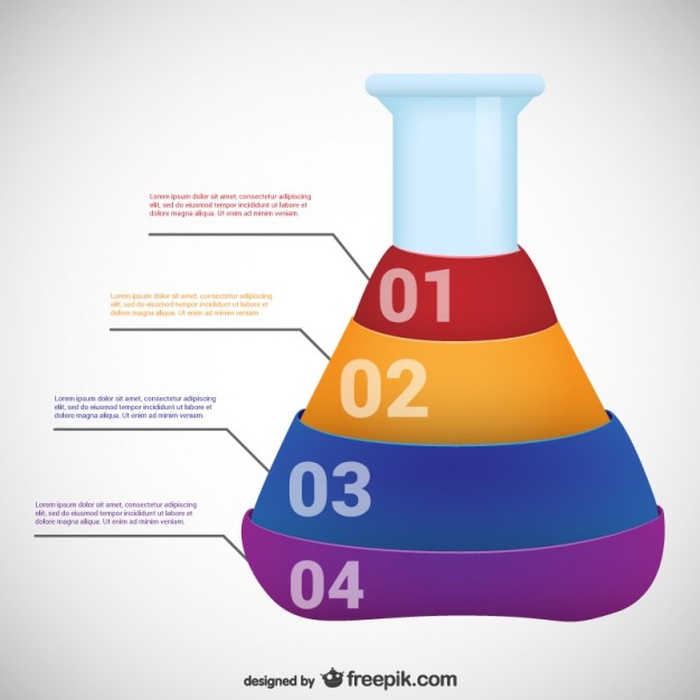 Lorem ipsum dolor sit amet, consectetur adipiscing
elit, sed do eiusmod tempor incididunt ut labore et
dolore magna aliqua. Ut enim ad minim veniam.
01
Lorem ipsum dolor sit amet, consectetur adipiscing
elit, sed do eiusmod tempor incididunt ut labore et
dolore magna aliqua. Ut enim ad minim veniam.
02
Lorem ipsum dolor sit amet, consectetur adipiscing
elit, sed do eiusmod tempor incididunt ut labore et
dolore magna aliqua. Ut enim ad minim veniam.
03
Lorem ipsum dolor sit amet, consectetur adipiscing
elit, sed do eiusmod tempor incididunt ut labore et
dolore magna aliqua. Ut enim ad minim veniam.
04
designed by freepik.com